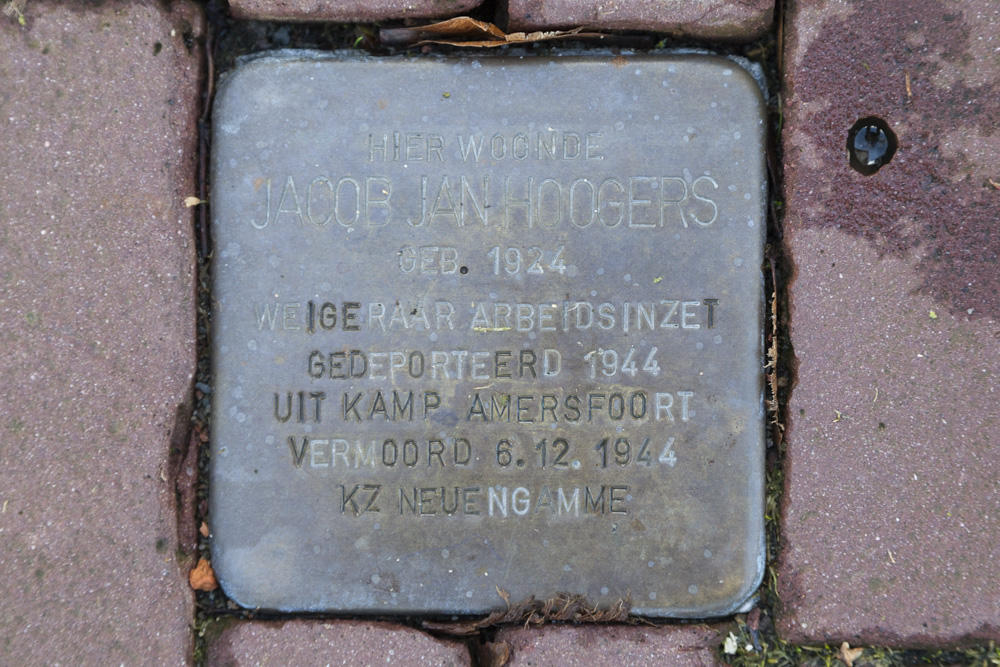 HIER WOONDE
JACOB JAN HOOGERS
GEB. 1924
WEIGERAAR ARBEIDSINZET
GEDEPORTEERD 1944
UIT KAMP AMERSFOORT
VERMOORD 6.12.1944
KZ NEUENGAMME